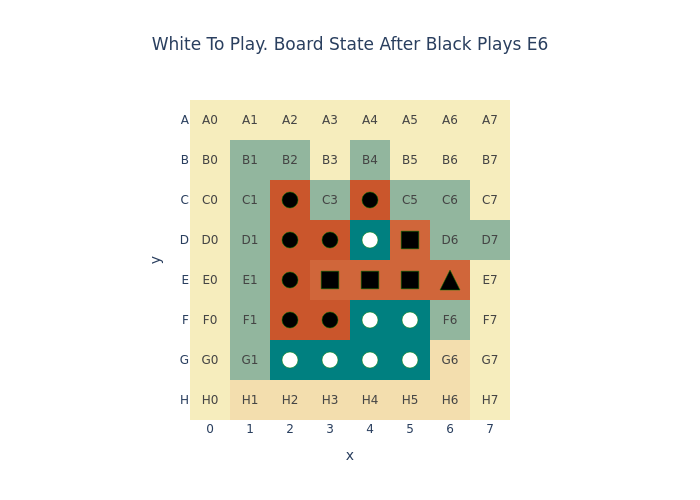 White To Play. Board State After Black Plays E6
A A0 A1 A2 A3 A4 A5 A6 A7
B B0 B1 B2 B3 B4 B5 B6 B7
C C0 C1 C3 C5 C6 C7
D D0 D1 D6 D7
E E0 E1 E7
F F0 F1 F6 F7
G G0 G1 G6 G7
H H0 H1 H2 H3 H4 H5 H6 H7
0 1 2 3 4 5 6 7
x
y